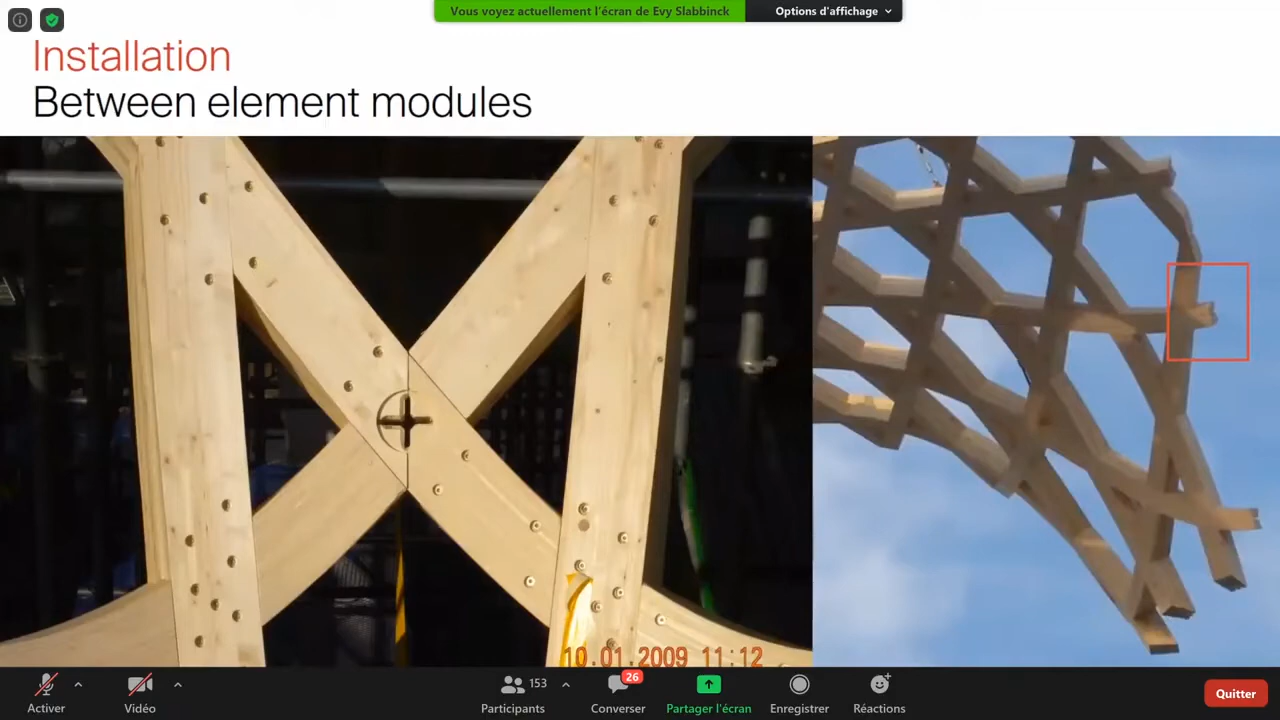 Vous voyez actuellement l'écran de Evy Slabbinck
Options d'affichage
Installation
Between element modules
10.01.2009 11:12
Activer
Vidéo
153
Participants
26
Converser
Partager l'écran
Enregistrer
Réactions
Quitter